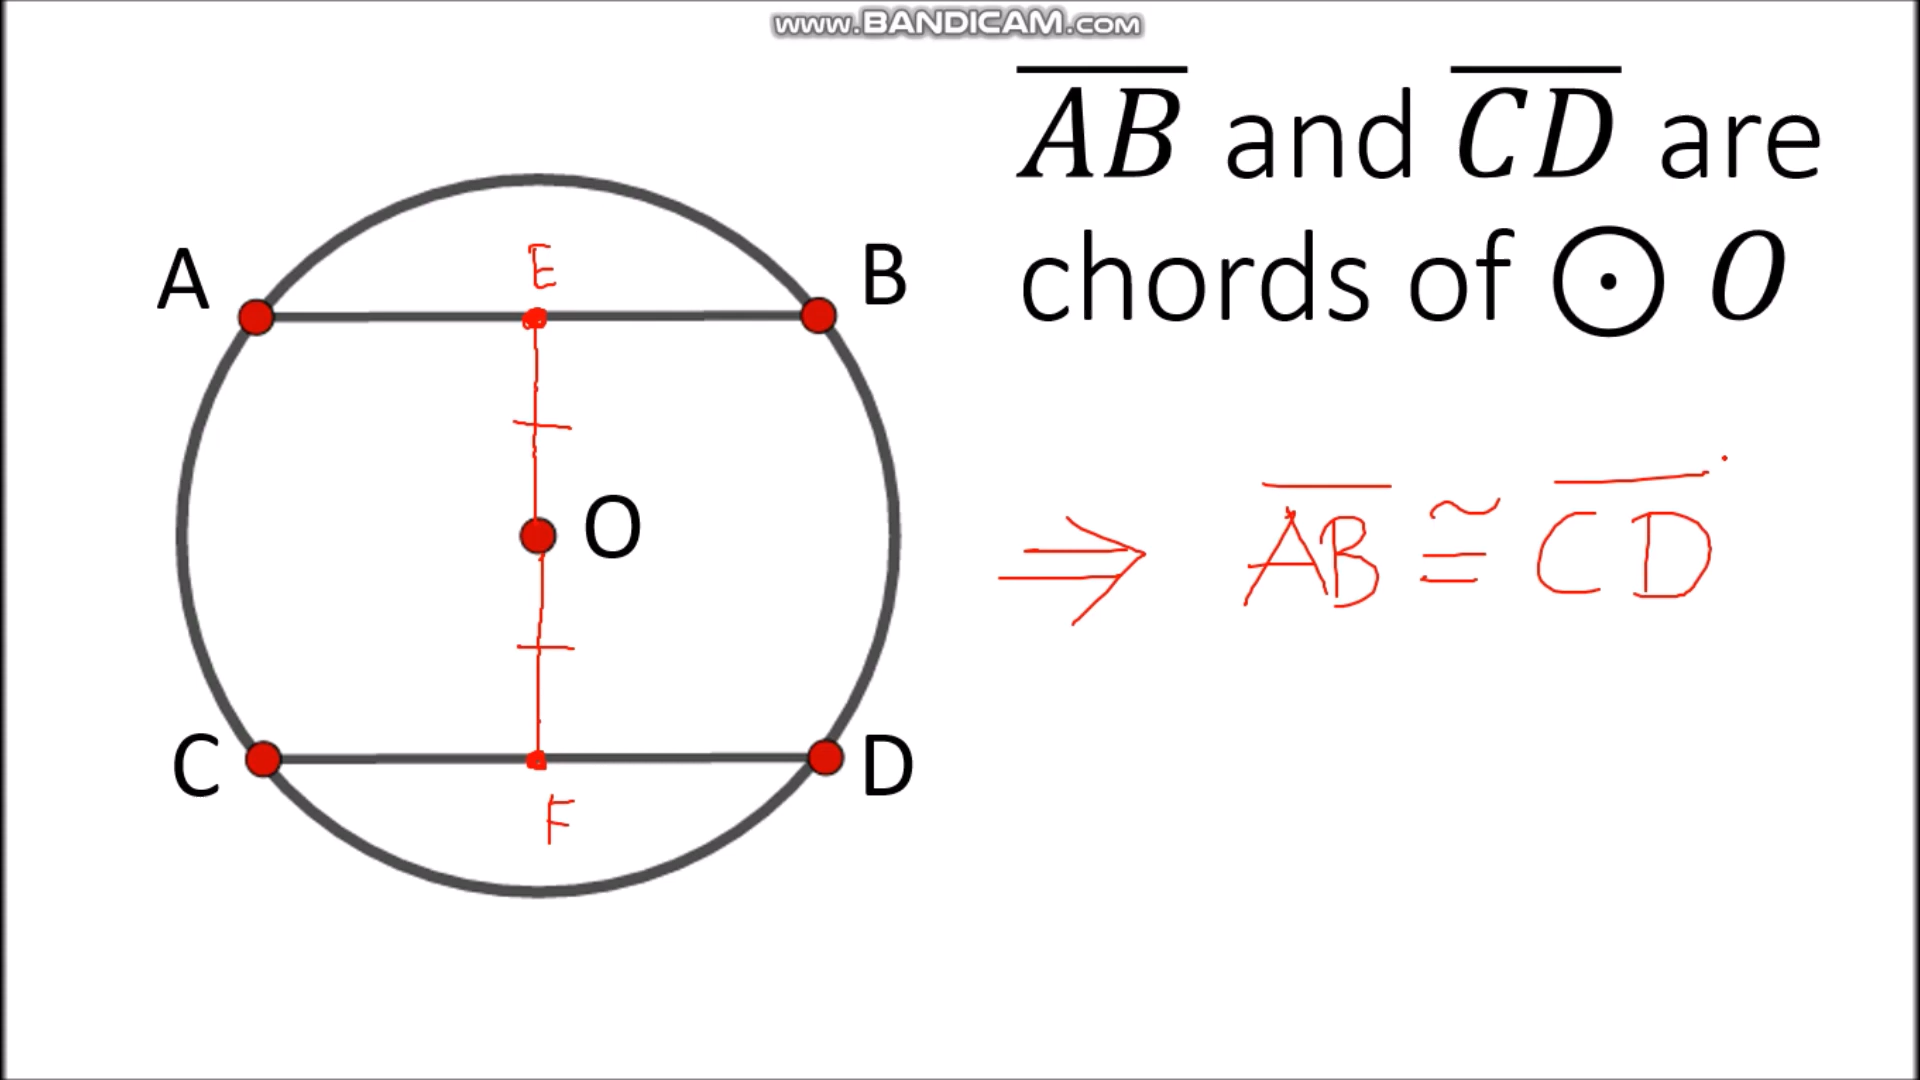 www.BANDICAM.com
AB and CD are
chords of ⊙ O
A
E
B
O
⇒ AB ≅ CD
C
D
F